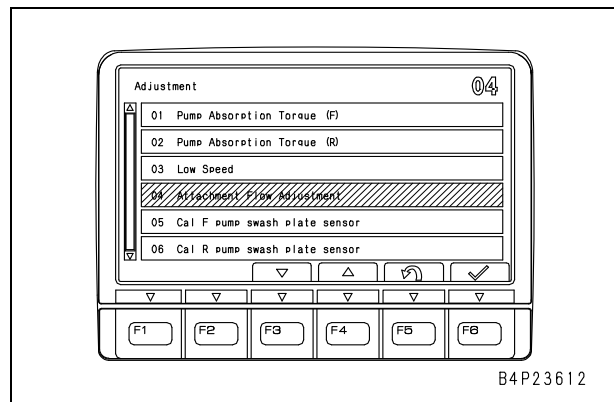 Adjustment 04
01 Pump Absorption Torque (F)
02 Pump Absorption Torque (R)
03 Low Speed
04 Attachment Flow Adjustment
05 Cal F pump swash plate sensor
06 Cal R pump swash plate sensor
F1 F2 F3 F4 F5 F6
B4P23612